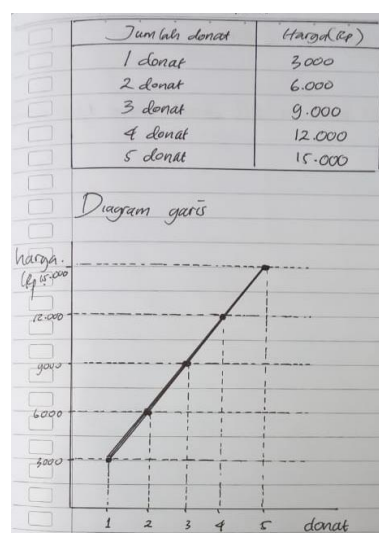 Jumlah donat Harga (Rp)
1 donat 3000
2 donat 6.000
3 donat 9.000
4 donat 12.000
5 donat 15.000
Diagram garis
harga.
(Rp) 15.000
12.000
9000
6000
3000
1 2 3 4 5 donat